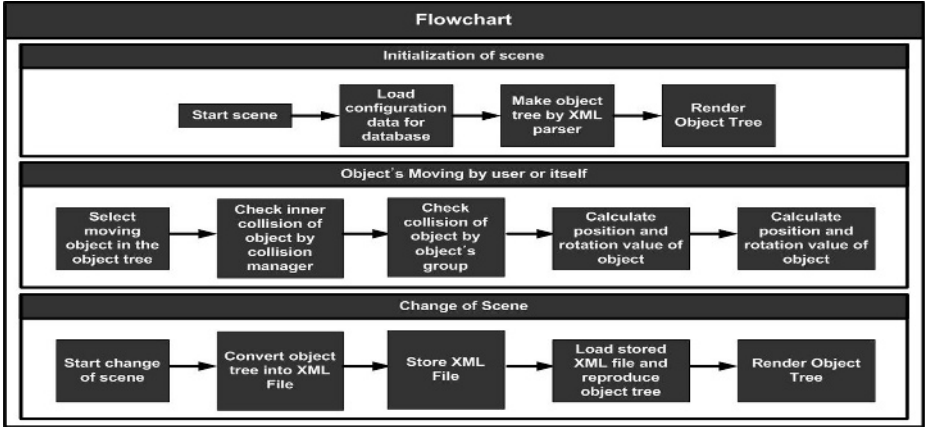 Flowchart
Initialization of scene
Start scene
Load
configuration
data for
database
Make object
tree by XML
parser
Render
Object Tree
Object´s Moving by user or itself
Select
moving
object in the
object tree
Check inner
collision of
object by
collision
manager
Check
collision of
object by
object´s
group
Calculate
position and
rotation value of
object
Calculate
position and
rotation value of
object
Change of Scene
Start change
of scene
Convert object
tree into XML
File
Store XML
File
Load stored
XML file and
reproduce
object tree
Render Object
Tree